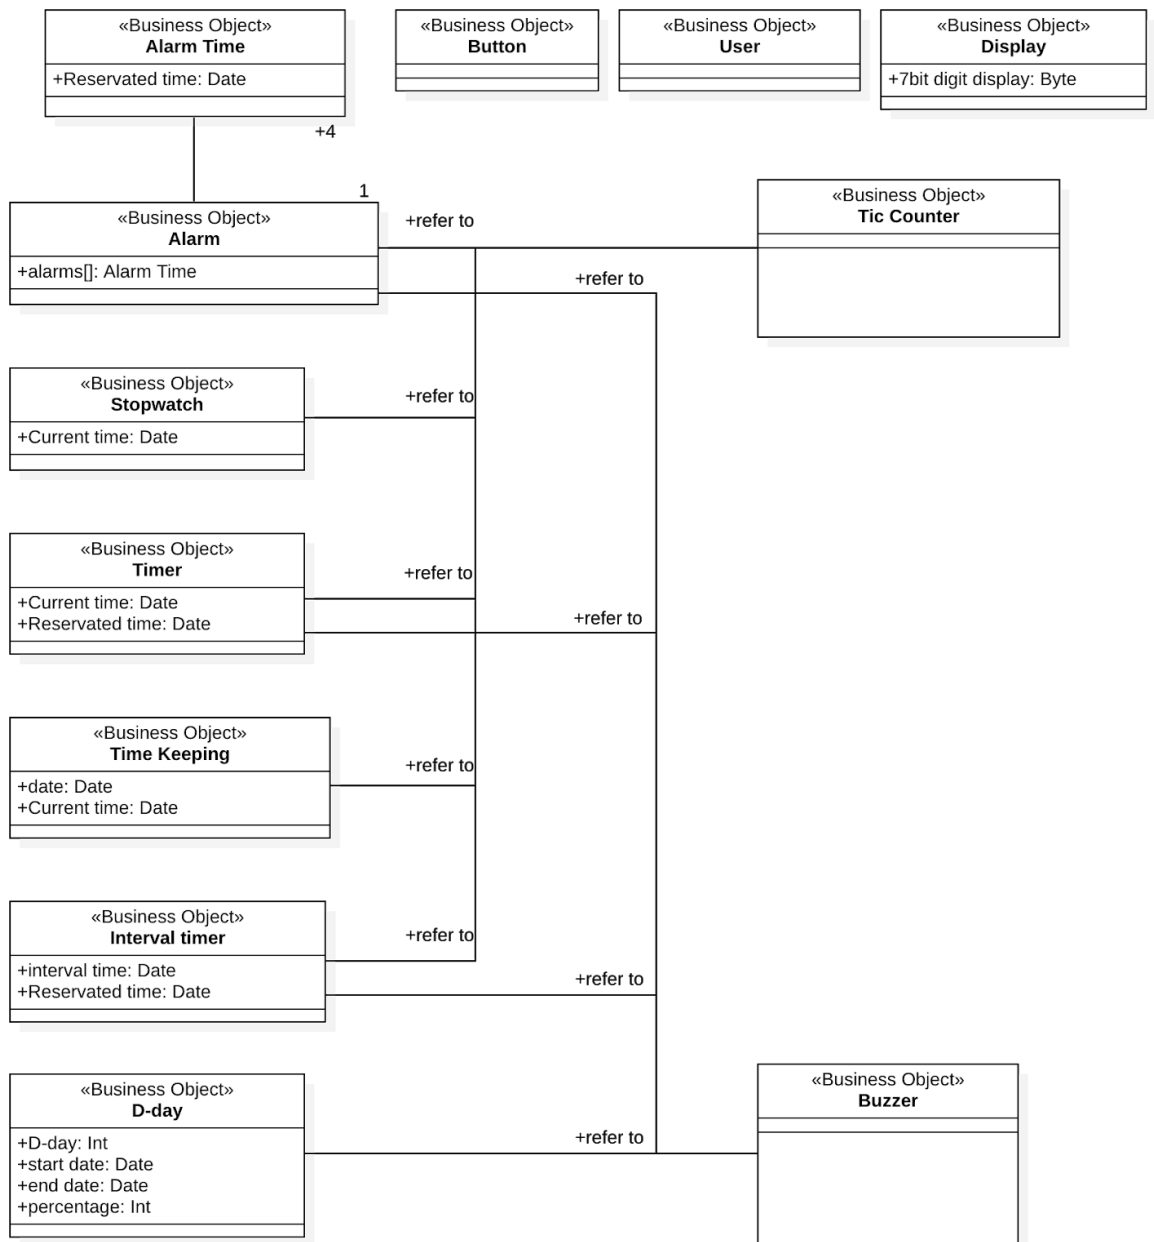 «Business Object»
Alarm Time
+Reservated time: Date
«Business Object»
Button
«Business Object»
User
«Business Object»
Display
+7bit digit display: Byte
+4
1
«Business Object»
Alarm
+alarms[]: Alarm Time
+refer to
+refer to
«Business Object»
Tic Counter
«Business Object»
Stopwatch
+Current time: Date
+refer to
«Business Object»
Timer
+Current time: Date
+Reservated time: Date
+refer to
+refer to
«Business Object»
Time Keeping
+date: Date
+Current time: Date
+refer to
«Business Object»
Interval timer
+interval time: Date
+Reservated time: Date
+refer to
+refer to
«Business Object»
D-day
+D-day: Int
+start date: Date
+end date: Date
+percentage: Int
+refer to
«Business Object»
Buzzer